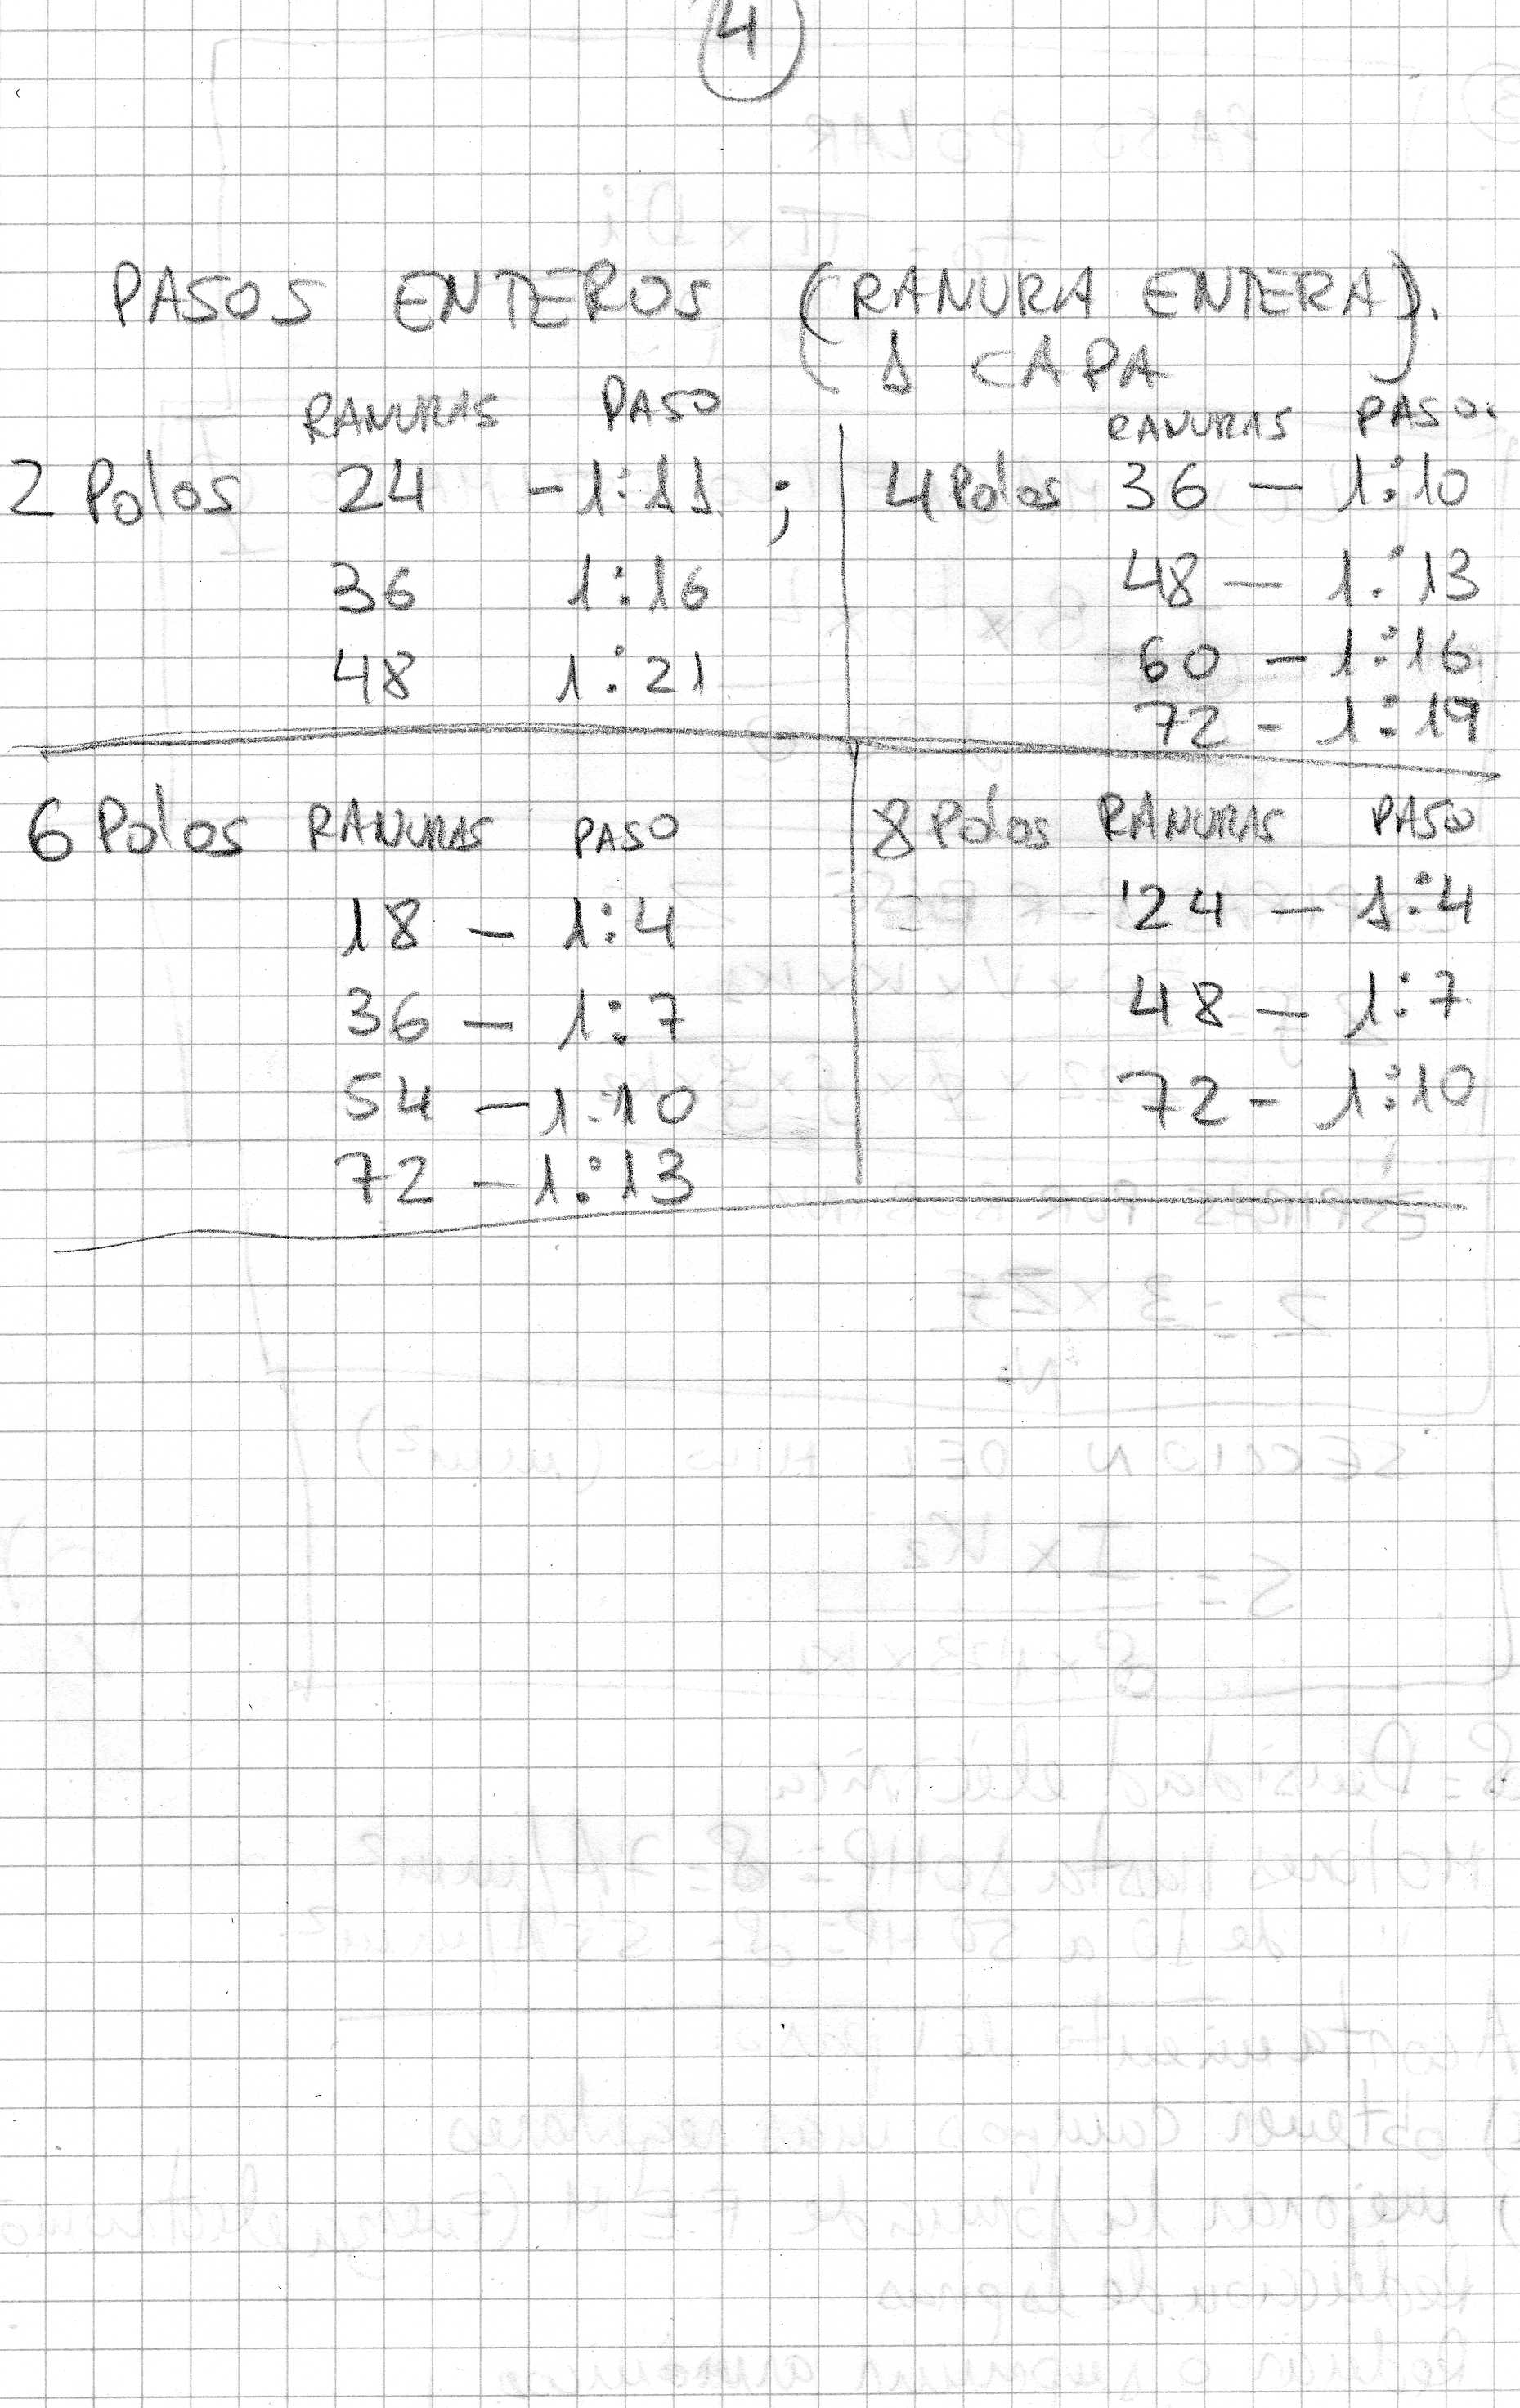 4
PASOS ENTEROS (RANURA ENTERA).
1 CAPA
RANURAS PASO
2 Polos 24 - 1:11 ;
36 1:16
48 1:21
RANURAS PASO.
4 Polos 36 - 1:10
48 - 1:13
60 - 1:16
72 - 1:19
6 Polos RANURAS PASO
18 - 1:4
36 - 1:7
54 - 1:10
72 - 1:13
8 Polos RANURAS PASO
24 - 1:4
48 - 1:7
72 - 1:10